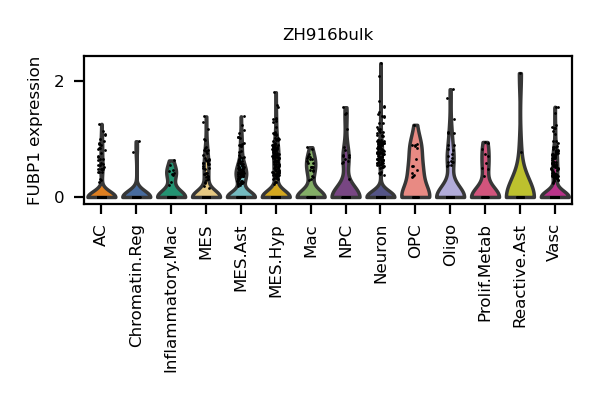 ZH916bulk
FUBP1 expression
2
0
AC
Chromatin.Reg
Inflammatory.Mac
MES
MES.Ast
MES.Hyp
Mac
NPC
Neuron
OPC
Oligo
Prolif.Metab
Reactive.Ast
Vasc